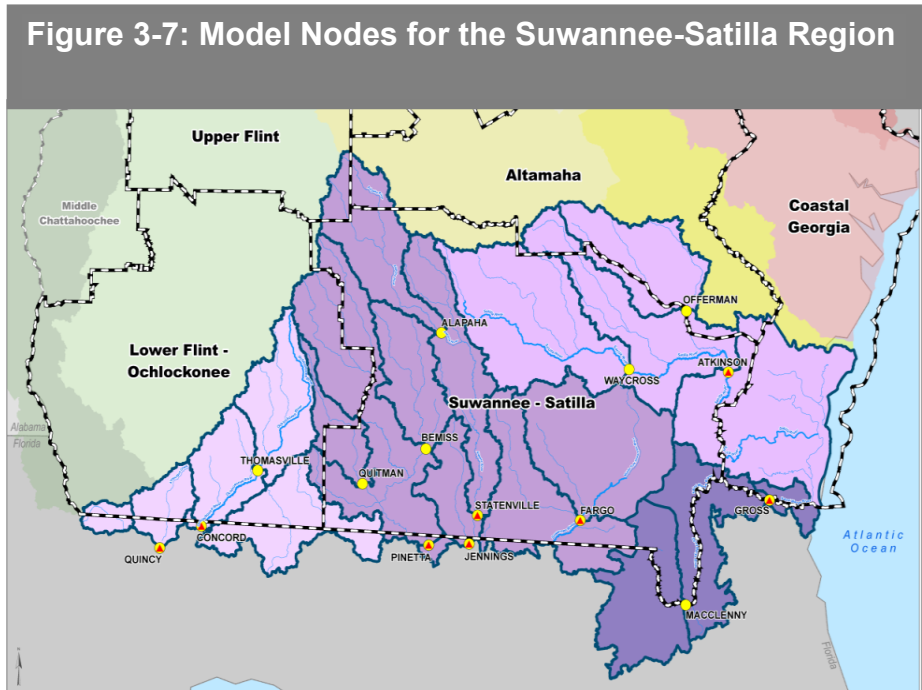 Figure 3-7: Model Nodes for the Suwannee-Satilla Region
Upper Flint
Altamaha
Middle
Chattahoochee
Coastal
Georgia
OFFERMAN
ALAPAHA
Lower Flint -
Ochlockonee
ATKINSON
WAYCROSS
Suwannee - Satilla
Alabama
Florida
BEMISS
THOMASVILLE
QUITMAN
STATENVILLE
FARGO
GROSS
CONCORD
QUINCY
PINETTA
JENNINGS
Atlantic
Ocean
MACCLENNY
Florida